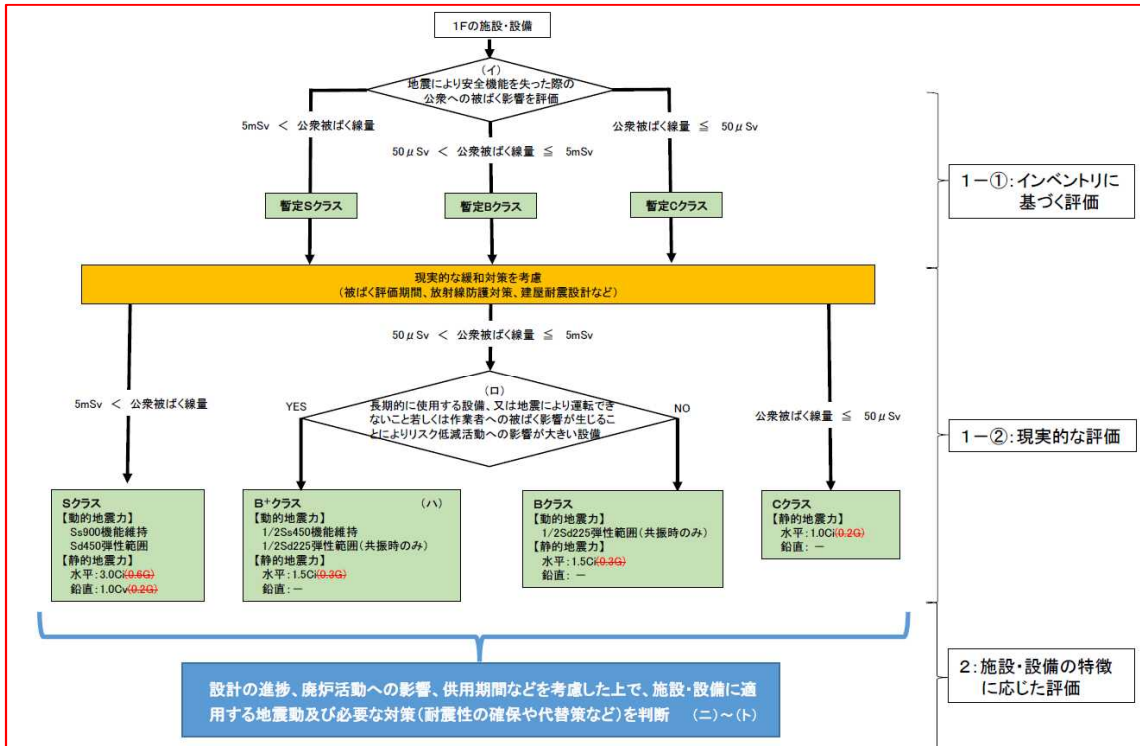 1Fの施設・設備
(イ)
地震により安全機能を失った際の
公衆への被ばく影響を評価
5mSv ＜ 公衆被ばく線量
50μSv ＜ 公衆被ばく線量 ≦ 5mSv
公衆被ばく線量 ≦ 50μSv
暫定Sクラス
暫定Bクラス
暫定Cクラス
1－①：インベントリに
基づく評価
現実的な緩和対策を考慮
(被ばく評価期間、放射線防護対策、建屋耐震設計など)
50μSv ＜ 公衆被ばく線量 ≦ 5mSv
5mSv ＜ 公衆被ばく線量
YES
(ロ)
長期的に使用する設備、又は地震により運転でき
ないこと若しくは作業者への被ばく影響が生じるこ
とによりリスク低減活動への影響が大きい設備
NO
公衆被ばく線量 ≦ 50μSv
1－②：現実的な評価
Sクラス
【動的地震力】
Ss900機能維持
Sd450弾性範囲
【静的地震力】
水平：3.0Ci(0.6G)
鉛直：1.0Cv(0.2G)
B+クラス (ハ)
【動的地震力】
1/2Ss450機能維持
1/2Sd225弾性範囲(共振時のみ)
【静的地震力】
水平：1.5Ci(0.3G)
鉛直：－
Bクラス
【動的地震力】
1/2Sd225弾性範囲(共振時のみ)
【静的地震力】
水平：1.5Ci(0.3G)
鉛直：－
Cクラス
【静的地震力】
水平：1.0Ci(0.2G)
鉛直：－
2：施設・設備の特徴
に応じた評価
設計の進捗、廃炉活動への影響、供用期間などを考慮した上で、施設・設備に適
用する地震動及び必要な対策(耐震性の確保や代替策など)を判断 (ニ)～(ト)